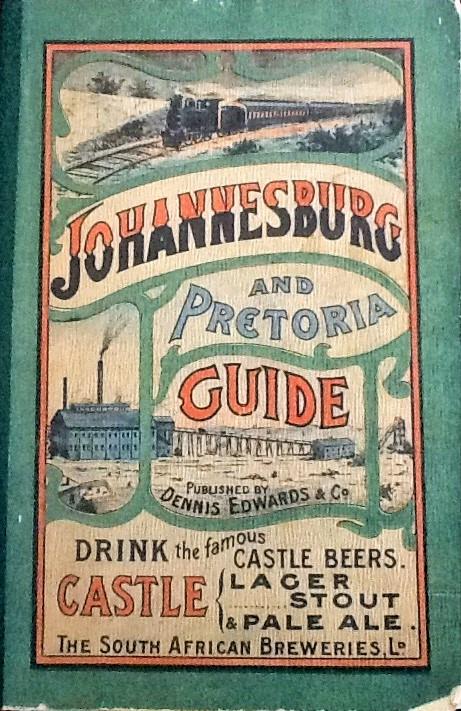 JOHANNESBURG
AND
PRETORIA
GUIDE
PUBLISHED BY
DENNIS EDWARDS & Co
DRINK the famous CASTLE BEERS.
CASTLE { LAGER
STOUT
& PALE ALE.
THE SOUTH AFRICAN BREWERIES, LD